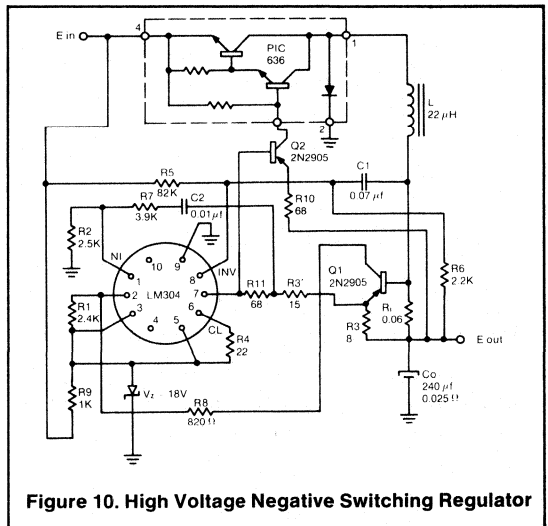 E in
4
PIC
636
1
2
L
22 μH
Q2
2N2905
C1
0.07 μf
R5
82K
R7
3.9K
C2
0.01 μf
R10
68
R2
2.5K
NI
10
9
INV
1
8
LM304
2
7
3
6
4
5
CL
R11
68
R3'
15
Q1
2N2905
R6
2.2K
R1
2.4K
R3
8
0.06
E out
R4
22
Co
240 μf
0.025 Ω
R9
1K
Vz
18V
R8
820 Ω
Figure 10. High Voltage Negative Switching Regulator